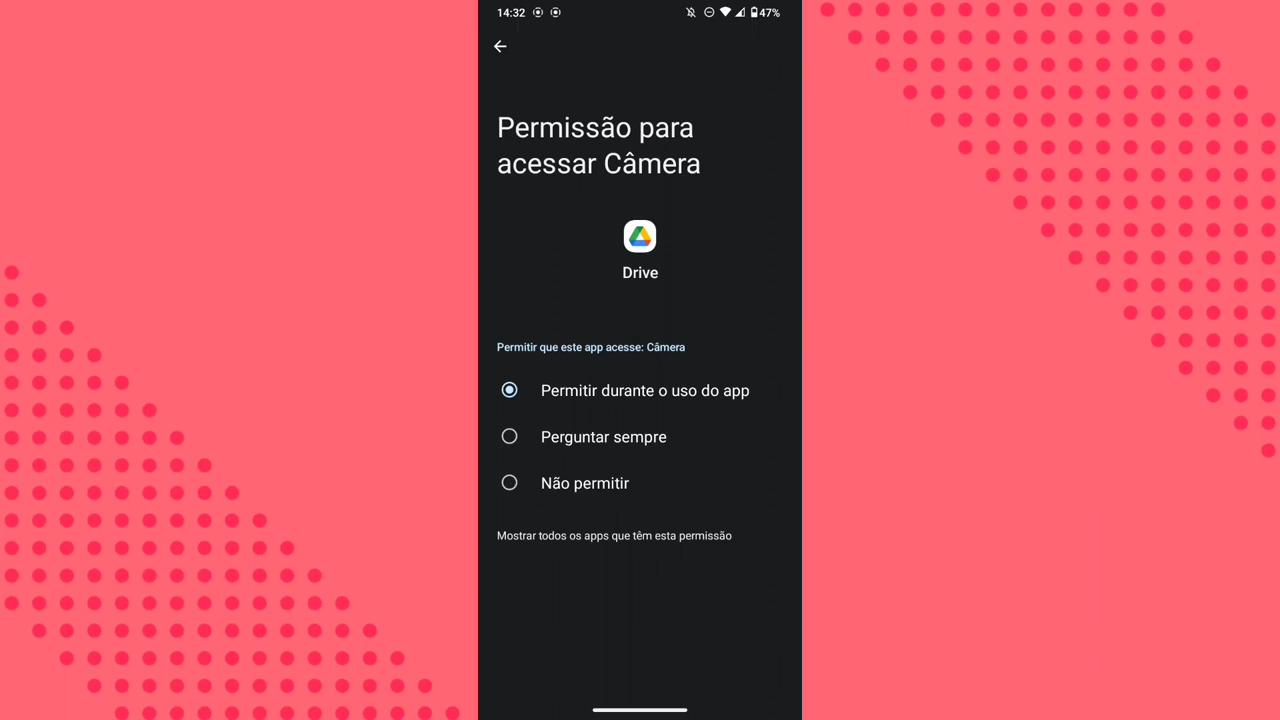 14:32 47%
Permissão para
acessar Câmera
Drive
Permitir que este app acesse: Câmera
Permitir durante o uso do app
Perguntar sempre
Não permitir
Mostrar todos os apps que têm esta permissão